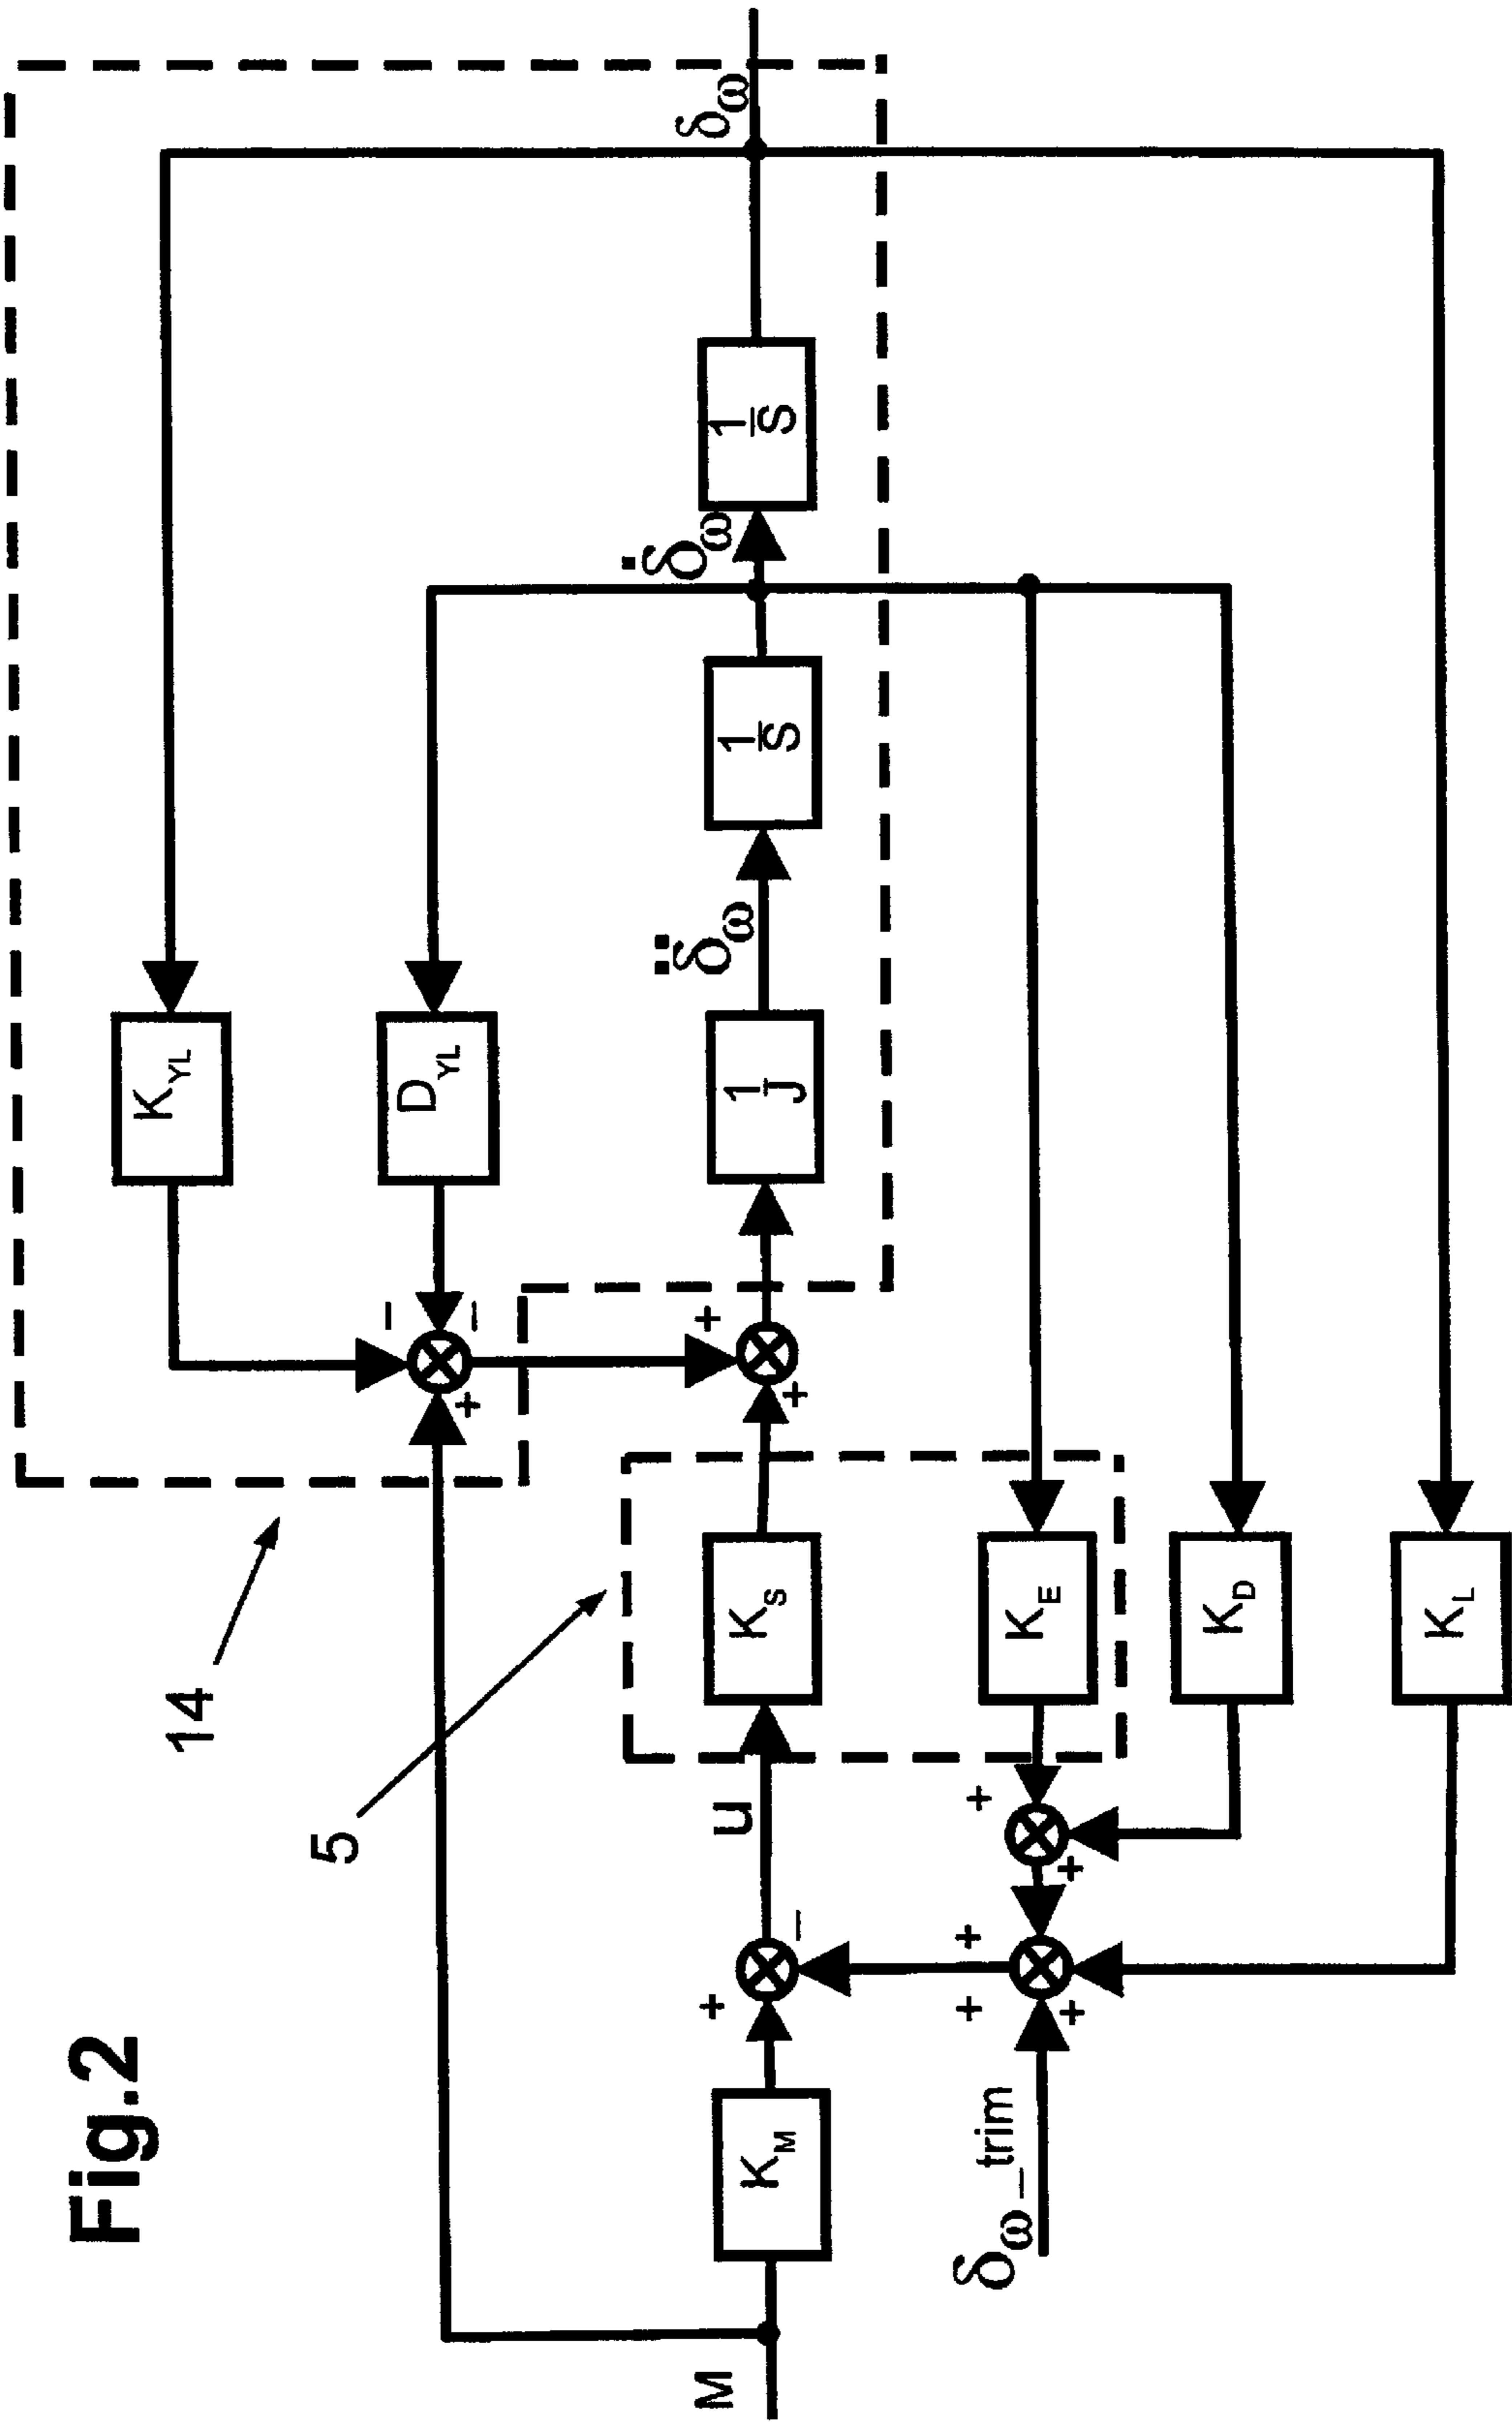 Fig.2
14
5
K_YL
D_YL
M
K_M
+
−
u
K_S
+
+
+
−
−
1/J
δ̈_ω
1/S
δ̇_ω
1/S
δ_ω
δ_ω_trim
+
+
+
+
+
K_E
K_D
K_L